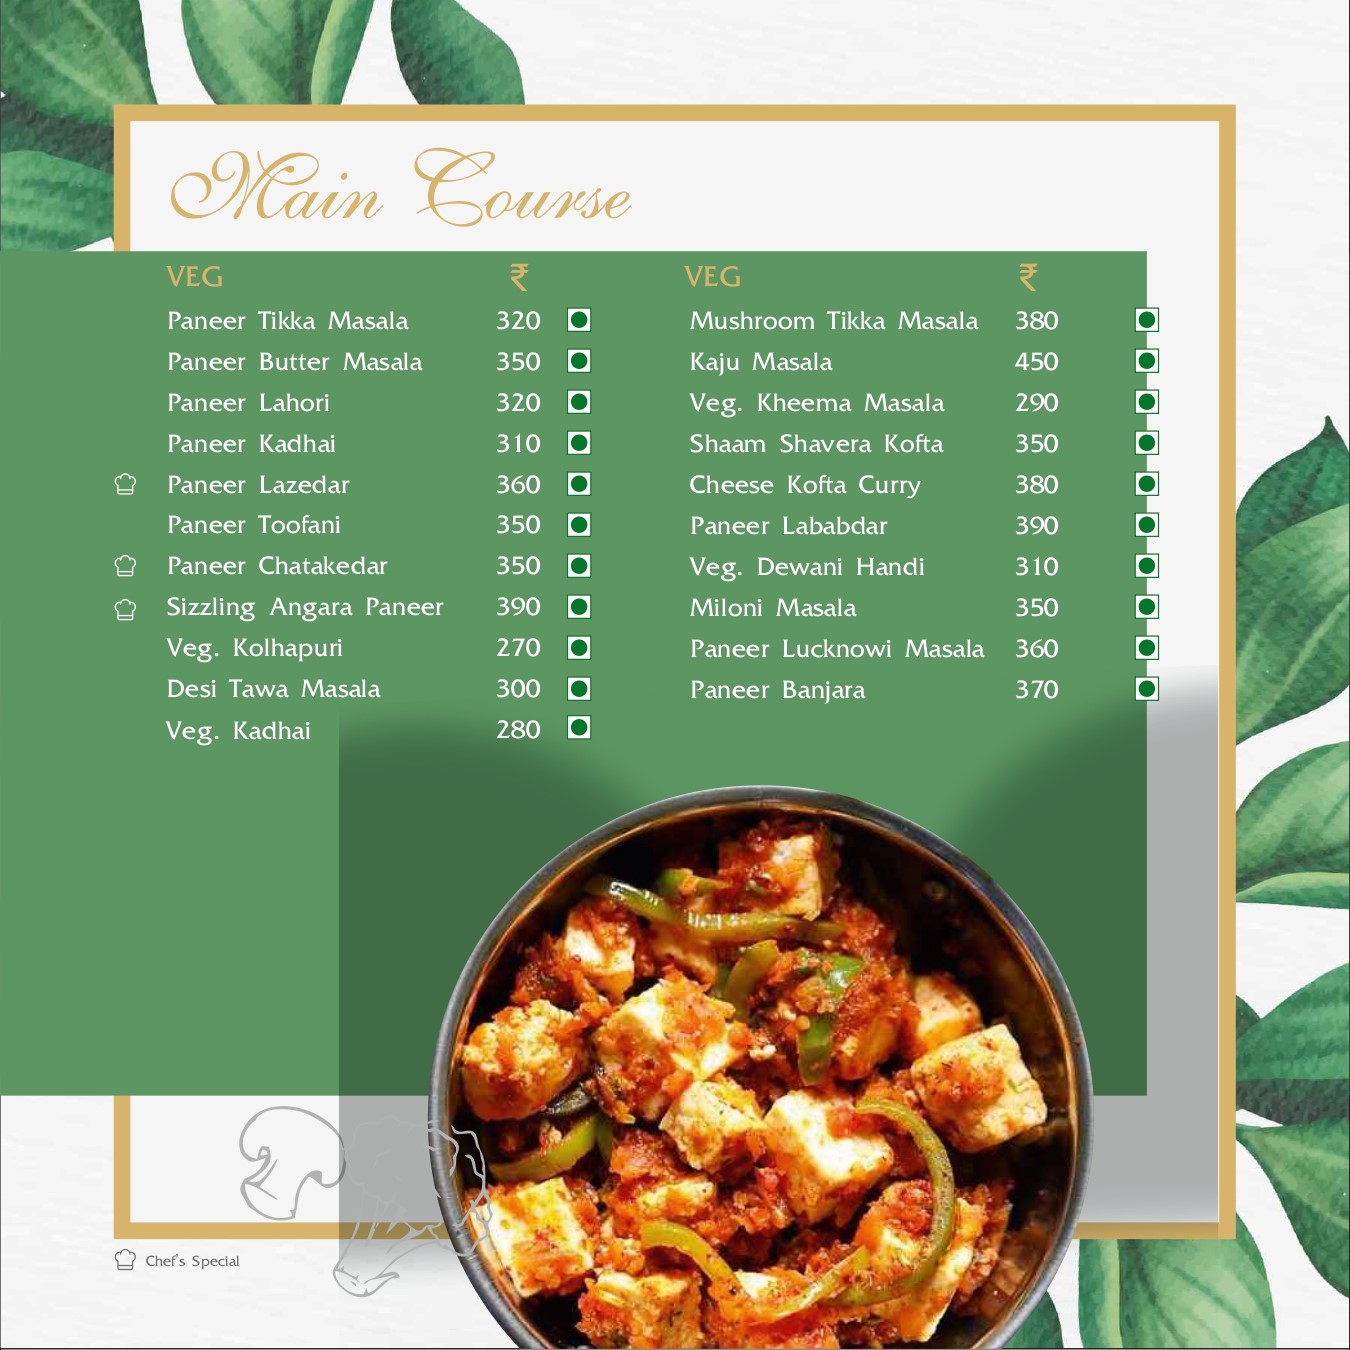 Main Course
VEG ₹
Paneer Tikka Masala 320
Paneer Butter Masala 350
Paneer Lahori 320
Paneer Kadhai 310
Paneer Lazedar 360
Paneer Toofani 350
Paneer Chatakedar 350
Sizzling Angara Paneer 390
Veg. Kolhapuri 270
Desi Tawa Masala 300
Veg. Kadhai 280
VEG ₹
Mushroom Tikka Masala 380
Kaju Masala 450
Veg. Kheema Masala 290
Shaam Shavera Kofta 350
Cheese Kofta Curry 380
Paneer Lababdar 390
Veg. Dewani Handi 310
Miloni Masala 350
Paneer Lucknowi Masala 360
Paneer Banjara 370
Chef's Special